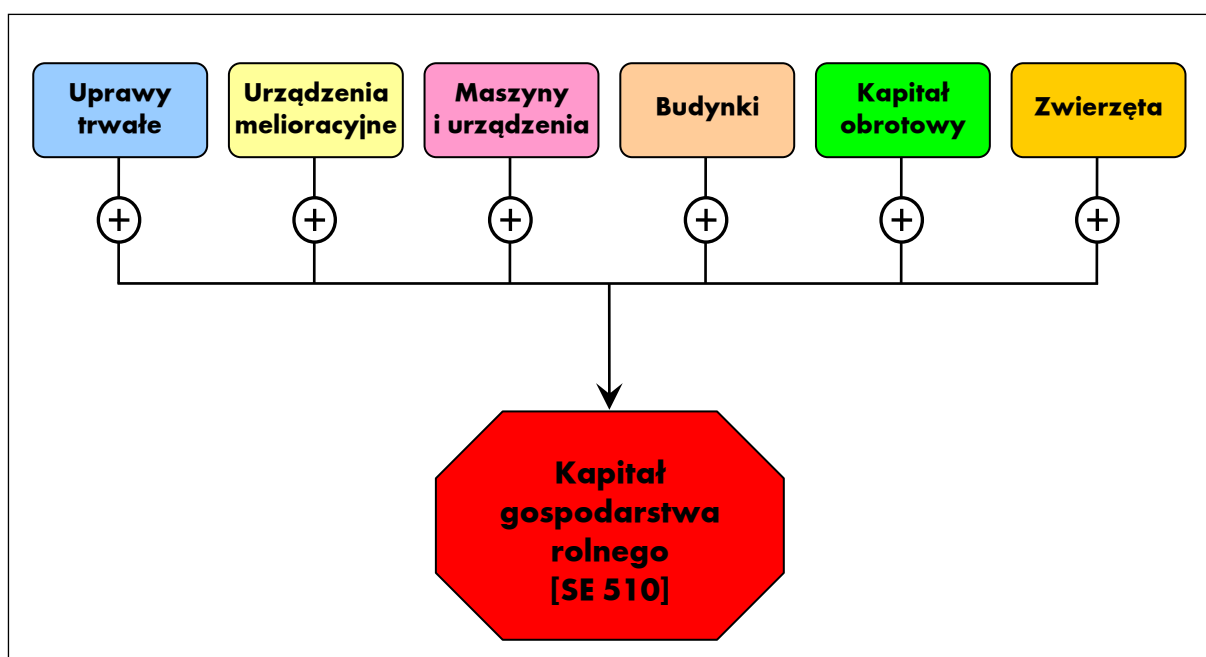 Uprawy
trwałe
Urządzenia
melioracyjne
Maszyny
i urządzenia
Budynki
Kapitał
obrotowy
Zwierzęta
+ + + + + +
Kapitał
gospodarstwa
rolnego
[SE 510]